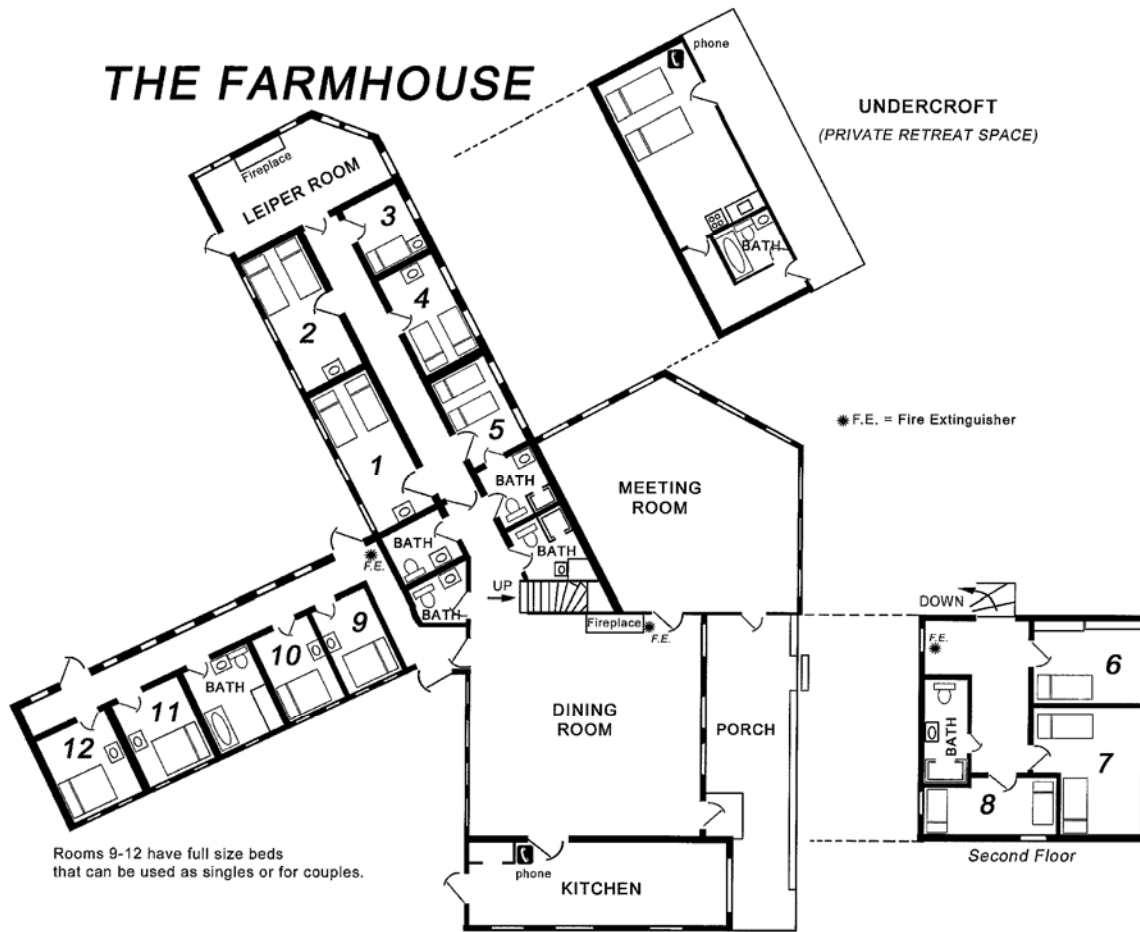 THE FARMHOUSE
phone
UNDERCROFT
(PRIVATE RETREAT SPACE)
BATH
Fireplace
LEIPER ROOM
3
4
2
5
1
BATH
BATH
BATH
BATH
F.E.
F.E. = Fire Extinguisher
MEETING
ROOM
UP
Fireplace
F.E.
9
10
BATH
11
12
DINING
ROOM
PORCH
DOWN
F.E.
6
BATH
7
8
Second Floor
Rooms 9-12 have full size beds
that can be used as singles or for couples.
phone
KITCHEN